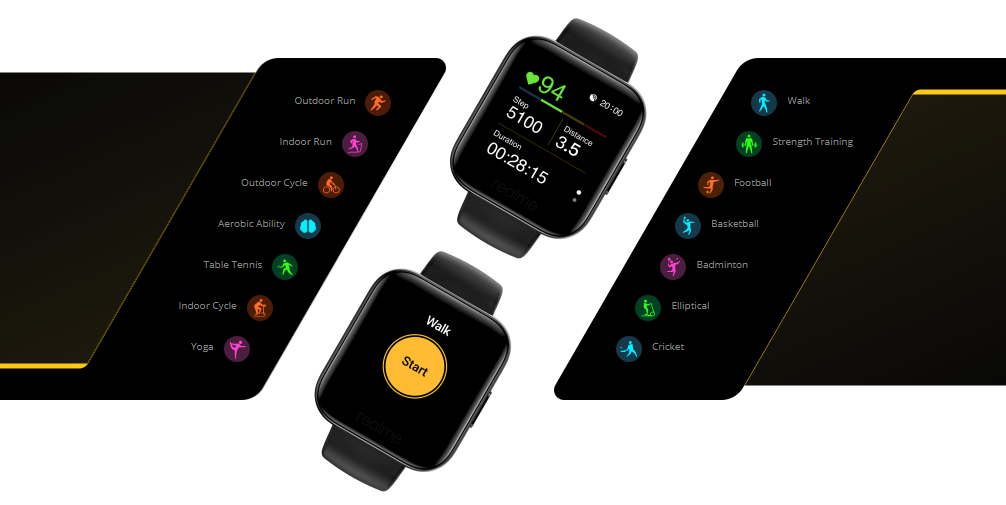 Outdoor Run
Indoor Run
Outdoor Cycle
Aerobic Ability
Table Tennis
Indoor Cycle
Yoga
94
20:00
Step
5100
Distance
3.5
Duration
00:28:15
realme
Walk
Start
realme
Walk
Strength Training
Football
Basketball
Badminton
Elliptical
Cricket